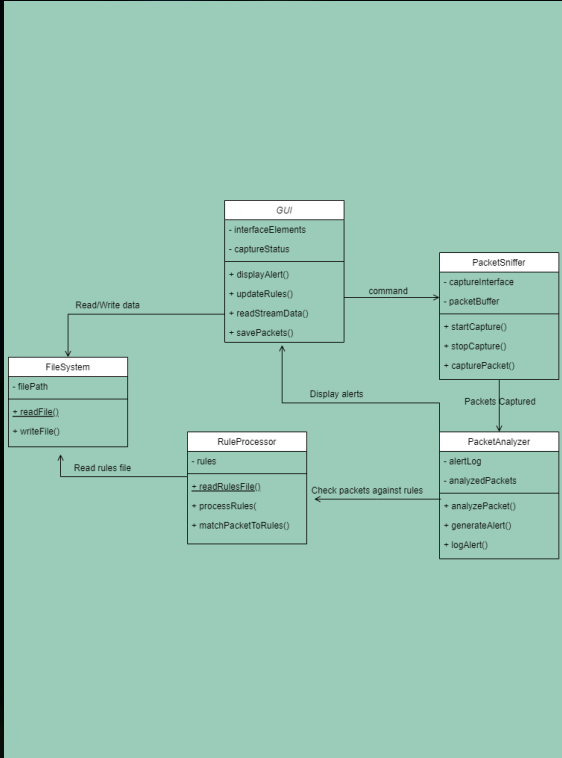 GUI
- interfaceElements
- captureStatus
+ displayAlert()
+ updateRules()
+ readStreamData()
+ savePackets()
command
PacketSniffer
- captureInterface
- packetBuffer
+ startCapture()
+ stopCapture()
+ capturePacket()
Read/Write data
FileSystem
- filePath
+ readFile()
+ writeFile()
Display alerts
Packets Captured
RuleProcessor
- rules
+ readRulesFile()
+ processRules(
+ matchPacketToRules()
Read rules file
Check packets against rules
PacketAnalyzer
- alertLog
- analyzedPackets
+ analyzePacket()
+ generateAlert()
+ logAlert()